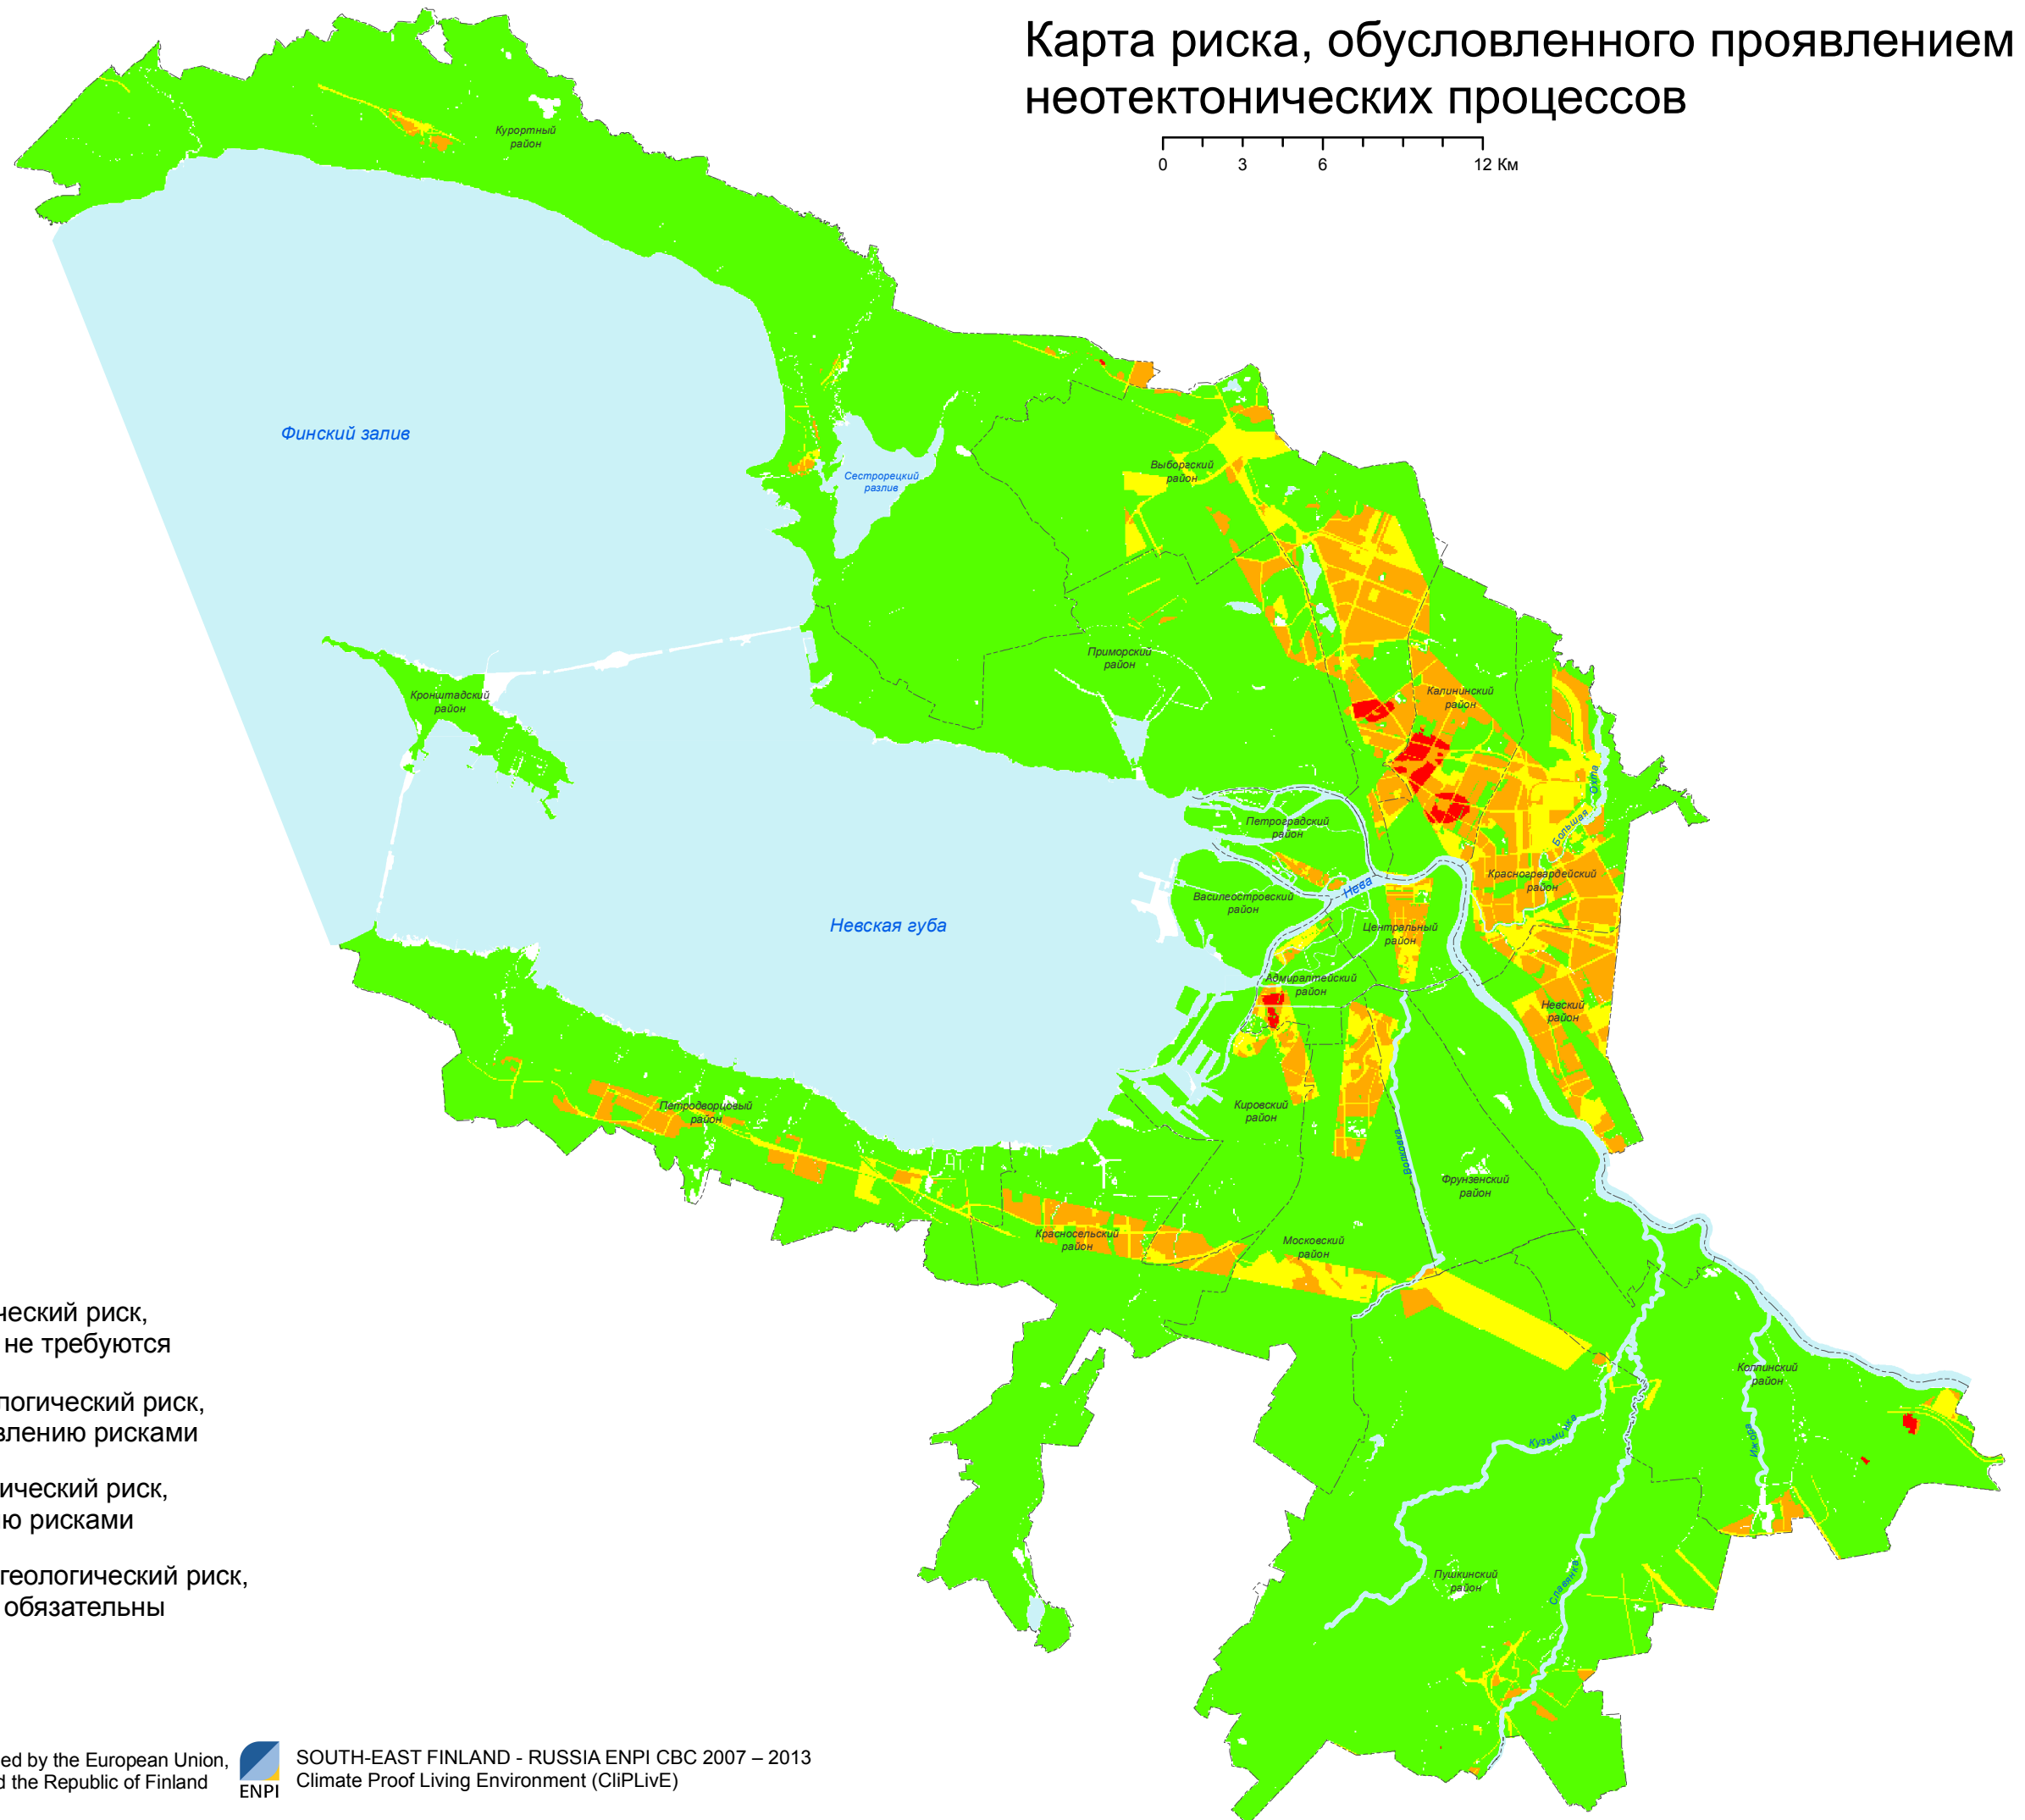 Карта риска, обусловленного проявлением
неотектонических процессов
0 3 6 12 Км
Курортный
район
Финский залив
Сестрорецкий
разлив
Выборгский
район
Приморский
район
Кронштадский
район
Калининский
район
Охта
Большая
Петроградский
район
Красногвардейский
район
Нева
Василеостровский
район
Невская губа
Центральный
район
Адмиралтейский
район
Невский
район
Петродворцовый
район
Кировский
район
Волковка
Фрунзенский
район
Красносельский
район
Московский
район
Колпинский
район
Кузьминка
Ижора
Пушкинский
район
Славянка
ческий риск,
не требуются
логический риск,
влению рисками
ический риск,
ю рисками
геологический риск,
обязательны
ed by the European Union,
d the Republic of Finland
ENPI
SOUTH-EAST FINLAND - RUSSIA ENPI CBC 2007 – 2013
Climate Proof Living Environment (CliPLivE)